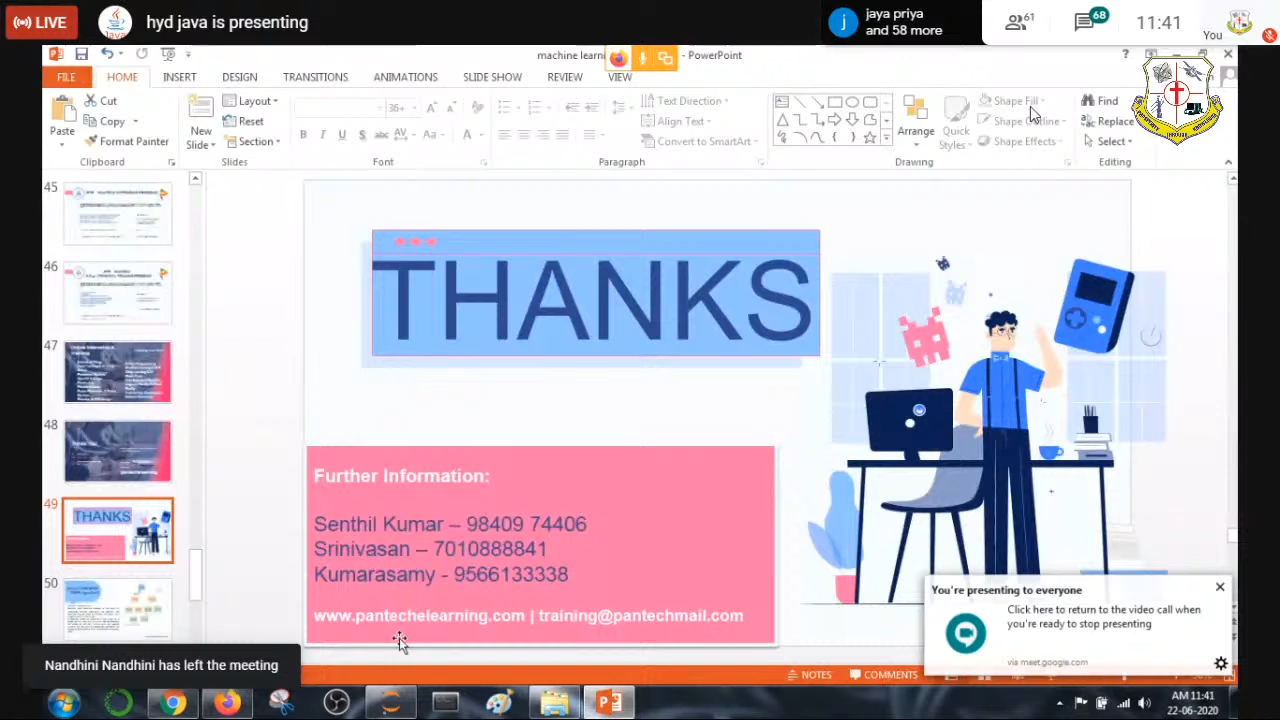 LIVE
hyd java is presenting
jaya priya
and 58 more
61
68
11:41
You
machine learni
- PowerPoint
FILE
HOME
INSERT
DESIGN
TRANSITIONS
ANIMATIONS
SLIDE SHOW
REVIEW
VIEW
Paste
Cut
Copy
Format Painter
Clipboard
New
Slide
Layout
Reset
Section
Slides
36
Font
Text Direction
Align Text
Convert to SmartArt
Paragraph
Arrange
Quick
Styles
Shape Fill
Shape Outline
Shape Effects
Drawing
Find
Replace
Select
Editing
45
46
47
48
49
50
THANKS
Further Information:
Senthil Kumar – 98409 74406
Srinivasan – 7010888841
Kumarasamy - 9566133338
www.pantechelearning.com | training@pantechmail.com
You're presenting to everyone
Click here to return to the video call when
you're ready to stop presenting
via meet.google.com
Nandhini Nandhini has left the meeting
NOTES
COMMENTS
AM 11:41
22-06-2020